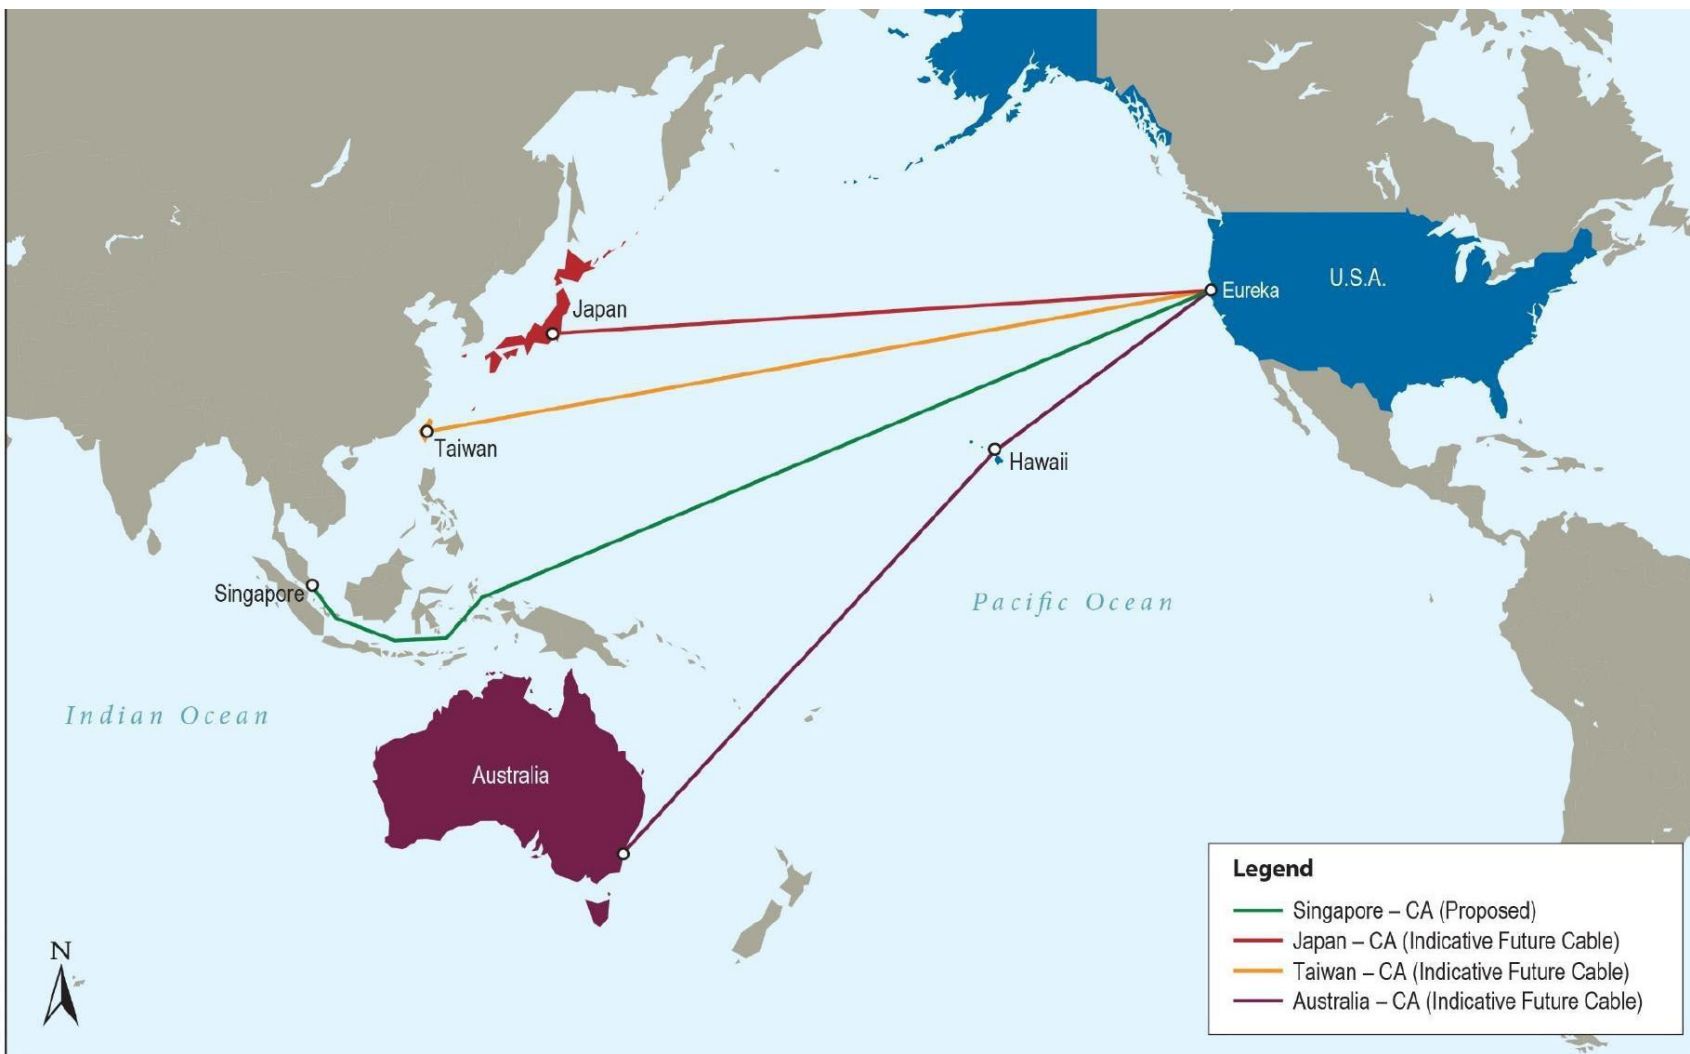 U.S.A.
Eureka
Japan
Taiwan
Hawaii
Singapore
Pacific Ocean
Indian Ocean
Australia
N
Legend
Singapore – CA (Proposed)
Japan – CA (Indicative Future Cable)
Taiwan – CA (Indicative Future Cable)
Australia – CA (Indicative Future Cable)